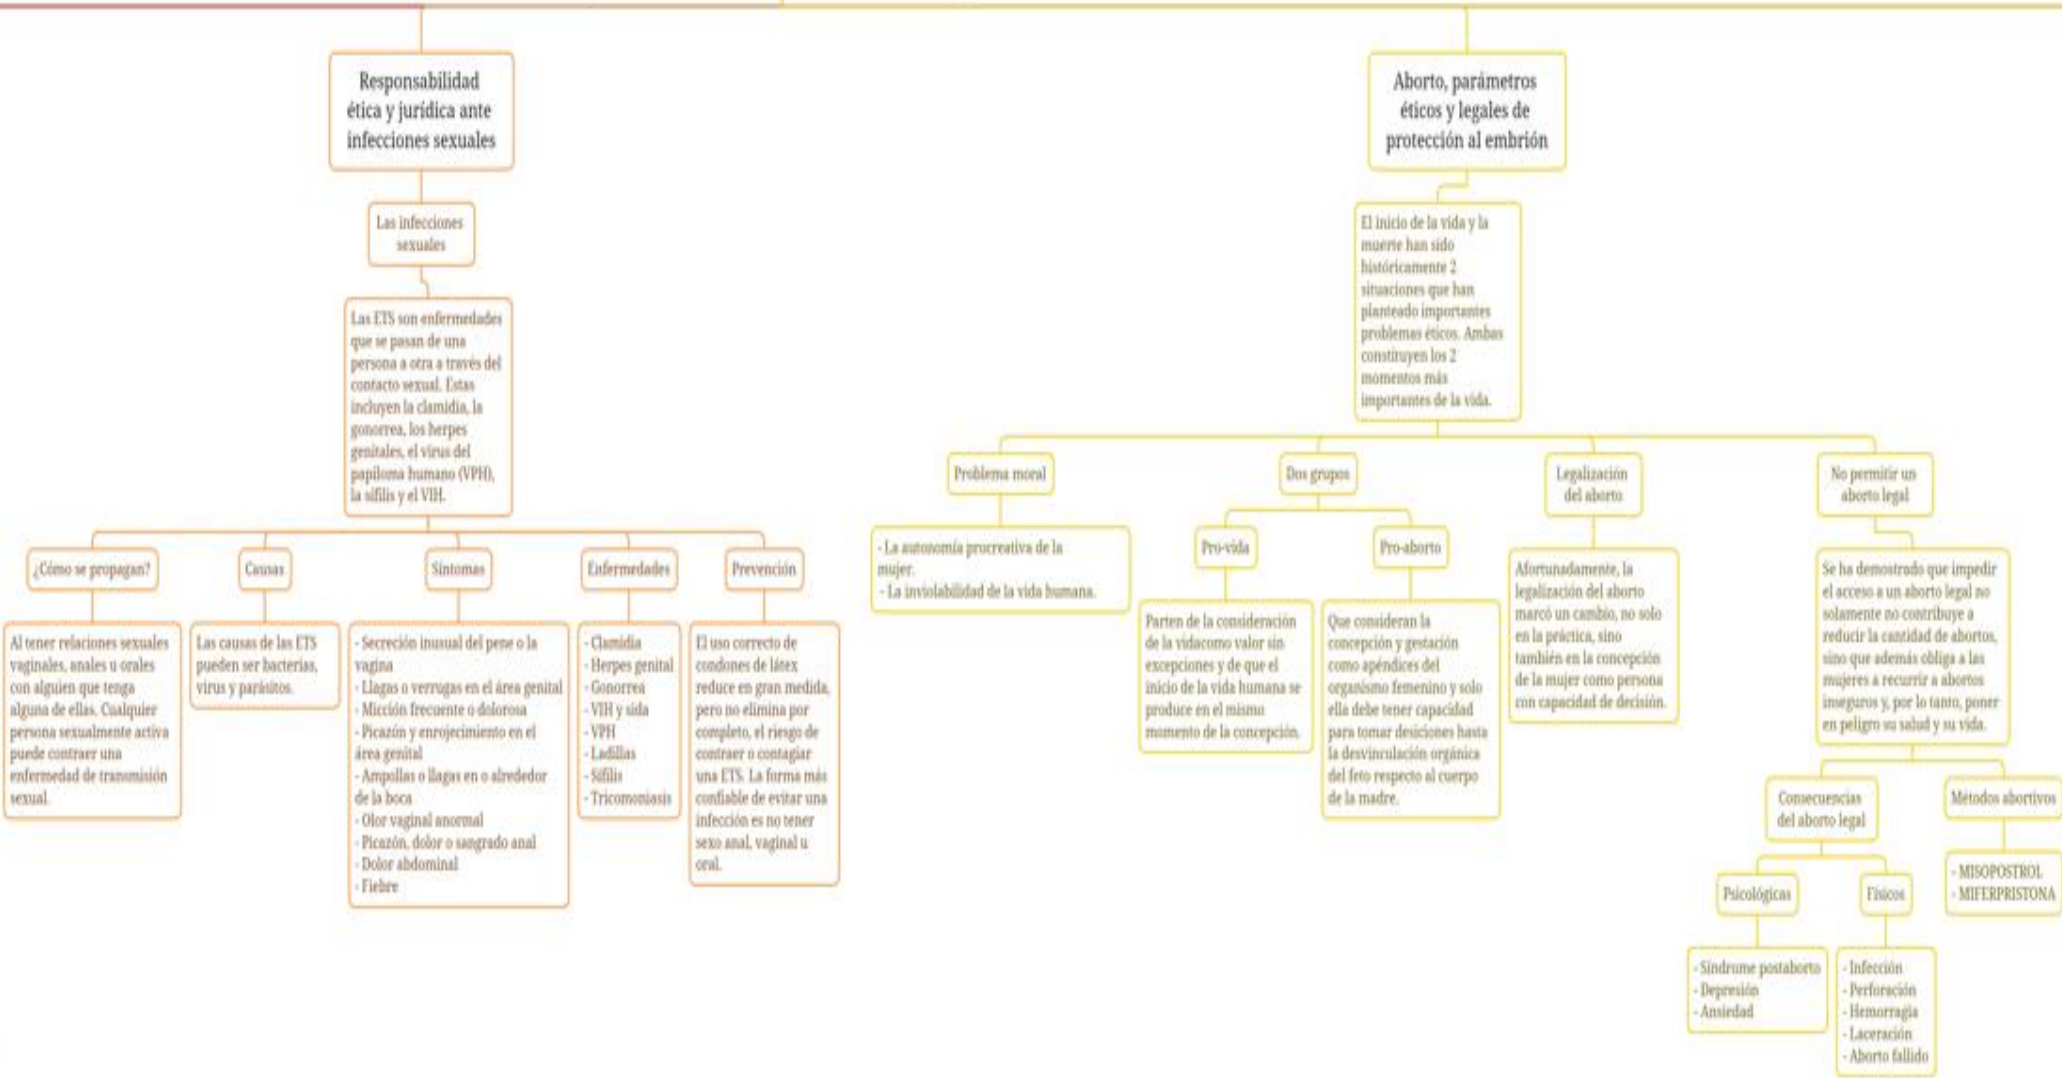 Responsabilidad
ética y jurídica ante
infecciones sexuales
Las infecciones
sexuales
Las ETS son enfermedades
que se pasan de una
persona a otra a través del
contacto sexual. Estas
incluyen la clamidia, la
gonorrea, los herpes
genitales, el virus del
papiloma humano (VPH),
la sífilis y el VIH.
¿Cómo se propagan?
Al tener relaciones sexuales
vaginales, anales u orales
con alguien que tenga
alguna de ellas. Cualquier
persona sexualmente activa
puede contraer una
enfermedad de transmisión
sexual.
Causas
Las causas de las ETS
pueden ser bacterias,
virus y parásitos.
Síntomas
- Secreción inusual del pene o la
vagina
- Llagas o verrugas en el área genital
- Micción frecuente o dolorosa
- Picazón y enrojecimiento en el
área genital
- Ampollas o llagas en o alrededor
de la boca
- Olor vaginal anormal
- Picazón, dolor o sangrado anal
- Dolor abdominal
- Fiebre
Enfermedades
- Clamidia
- Herpes genital
- Gonorrea
- VIH y sida
- VPH
- Ladillas
- Sífilis
- Tricomoniasis
Prevención
El uso correcto de
condones de látex
reduce en gran medida,
pero no elimina por
completo, el riesgo de
contraer o contagiar
una ETS. La forma más
confiable de evitar una
infección es no tener
sexo anal, vaginal u
oral.
Aborto, parámetros
éticos y legales de
protección al embrión
El inicio de la vida y la
muerte han sido
históricamente 2
situaciones que han
planteado importantes
problemas éticos. Ambas
constituyen los 2
momentos más
importantes de la vida.
Problema moral
- La autonomía procreativa de la
mujer.
- La inviolabilidad de la vida humana.
Dos grupos
Pro-vida
Parten de la consideración
de la vidacomo valor sin
excepciones y de que el
inicio de la vida humana se
produce en el mismo
momento de la concepción.
Pro-aborto
Que consideran la
concepción y gestación
como apéndices del
organismo femenino y solo
ella debe tener capacidad
para tomar desiciones hasta
la desvinculación orgánica
del feto respecto al cuerpo
de la madre.
Legalización
del aborto
Afortunadamente, la
legalización del aborto
marcó un cambio, no solo
en la práctica, sino
también en la concepción
de la mujer como persona
con capacidad de decisión.
No permitir un
aborto legal
Se ha demostrado que impedir
el acceso a un aborto legal no
solamente no contribuye a
reducir la cantidad de abortos,
sino que además obliga a las
mujeres a recurrir a abortos
inseguros y, por lo tanto, poner
en peligro su salud y su vida.
Consecuencias
del aborto legal
Psicológicas
- Síndrome postaborto
- Depresión
- Ansiedad
Físicos
- Infección
- Perforación
- Hemorragia
- Laceración
- Aborto fallido
Métodos abortivos
- MISOPOSTROL
- MIFERPRISTONA